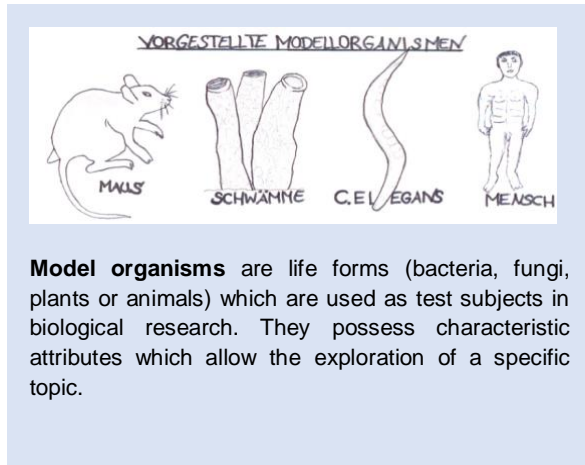 VORGESTELLTE MODELLORGANISMEN
MAUS
SCHWÄMME
C.ELEGANS
MENSCH
Model organisms are life forms (bacteria, fungi,
plants or animals) which are used as test subjects in
biological research. They possess characteristic
attributes which allow the exploration of a specific
topic.